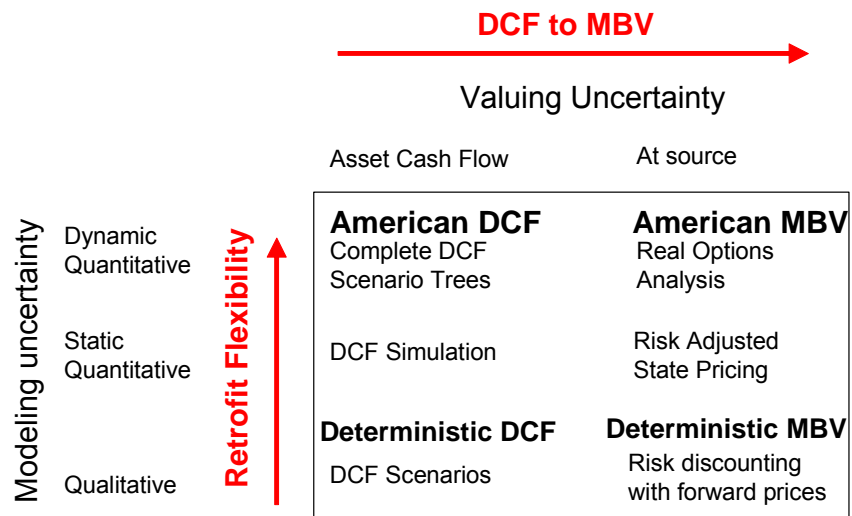 DCF to MBV
Valuing Uncertainty
Asset Cash Flow
At source
Modeling uncertainty
Retrofit Flexibility
Dynamic
Quantitative
American DCF
Complete DCF
Scenario Trees
American MBV
Real Options
Analysis
Static
Quantitative
DCF Simulation
Risk Adjusted
State Pricing
Qualitative
Deterministic DCF
DCF Scenarios
Deterministic MBV
Risk discounting
with forward prices